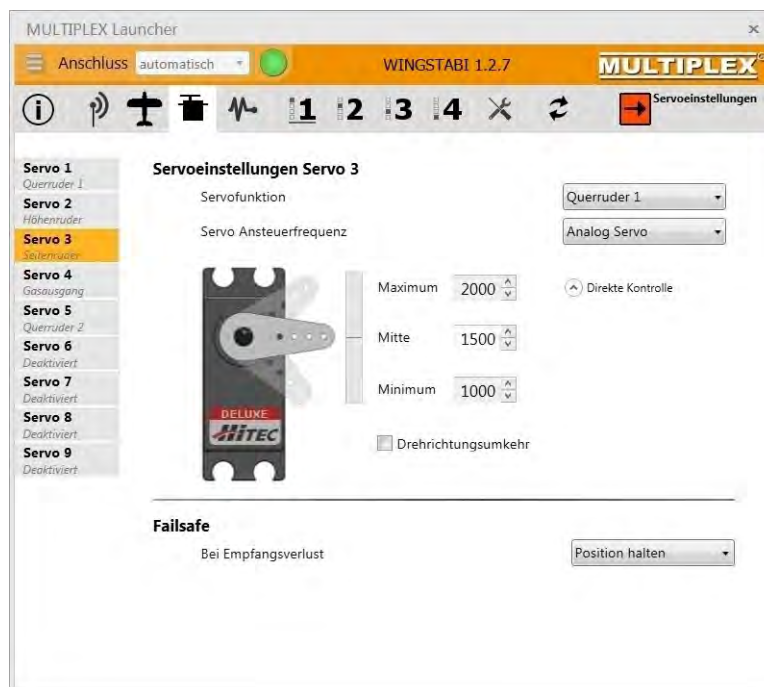 MULTIPLEX Launcher
Anschluss automatisch WINGSTABI 1.2.7 MULTIPLEX
1 2 3 4 Servoeinstellungen
Servo 1
Querruder 1
Servo 2
Höhenruder
Servo 3
Seitenruder
Servo 4
Gasausgang
Servo 5
Querruder 2
Servo 6
Deaktiviert
Servo 7
Deaktiviert
Servo 8
Deaktiviert
Servo 9
Deaktiviert
Servoeinstellungen Servo 3
Servofunktion Querruder 1
Servo Ansteuerfrequenz Analog Servo
Maximum 2000 Direkte Kontrolle
Mitte 1500
Minimum 1000
DELUXE
HiTEC
Drehrichtungsumkehr
Failsafe
Bei Empfangsverlust Position halten